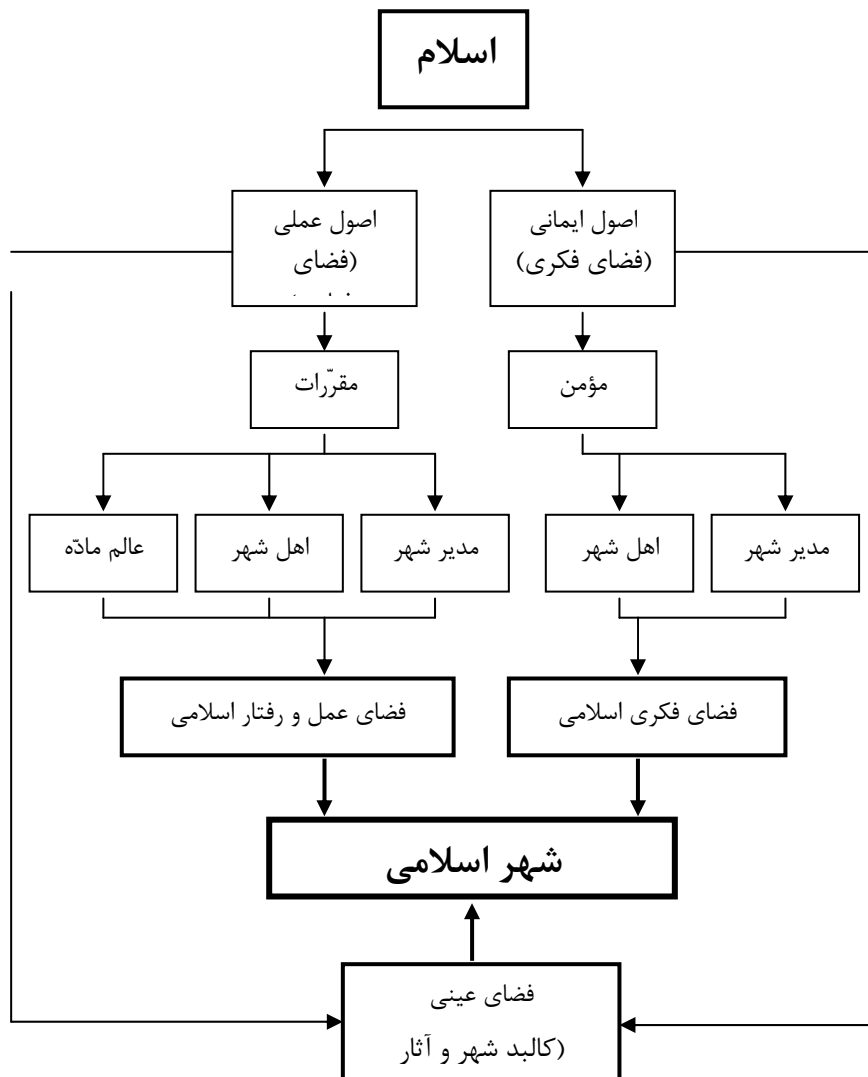 اسلام
اصول ایمانی
(فضای فکری)
اصول عملی
(فضای
مؤمن
مقرّرات
مدیر شهر
اهل شهر
مدیر شهر
اهل شهر
عالم مادّه
فضای فکری اسلامی
فضای عمل و رفتار اسلامی
شهر اسلامی
فضای عینی
(کالبد شهر و آثار